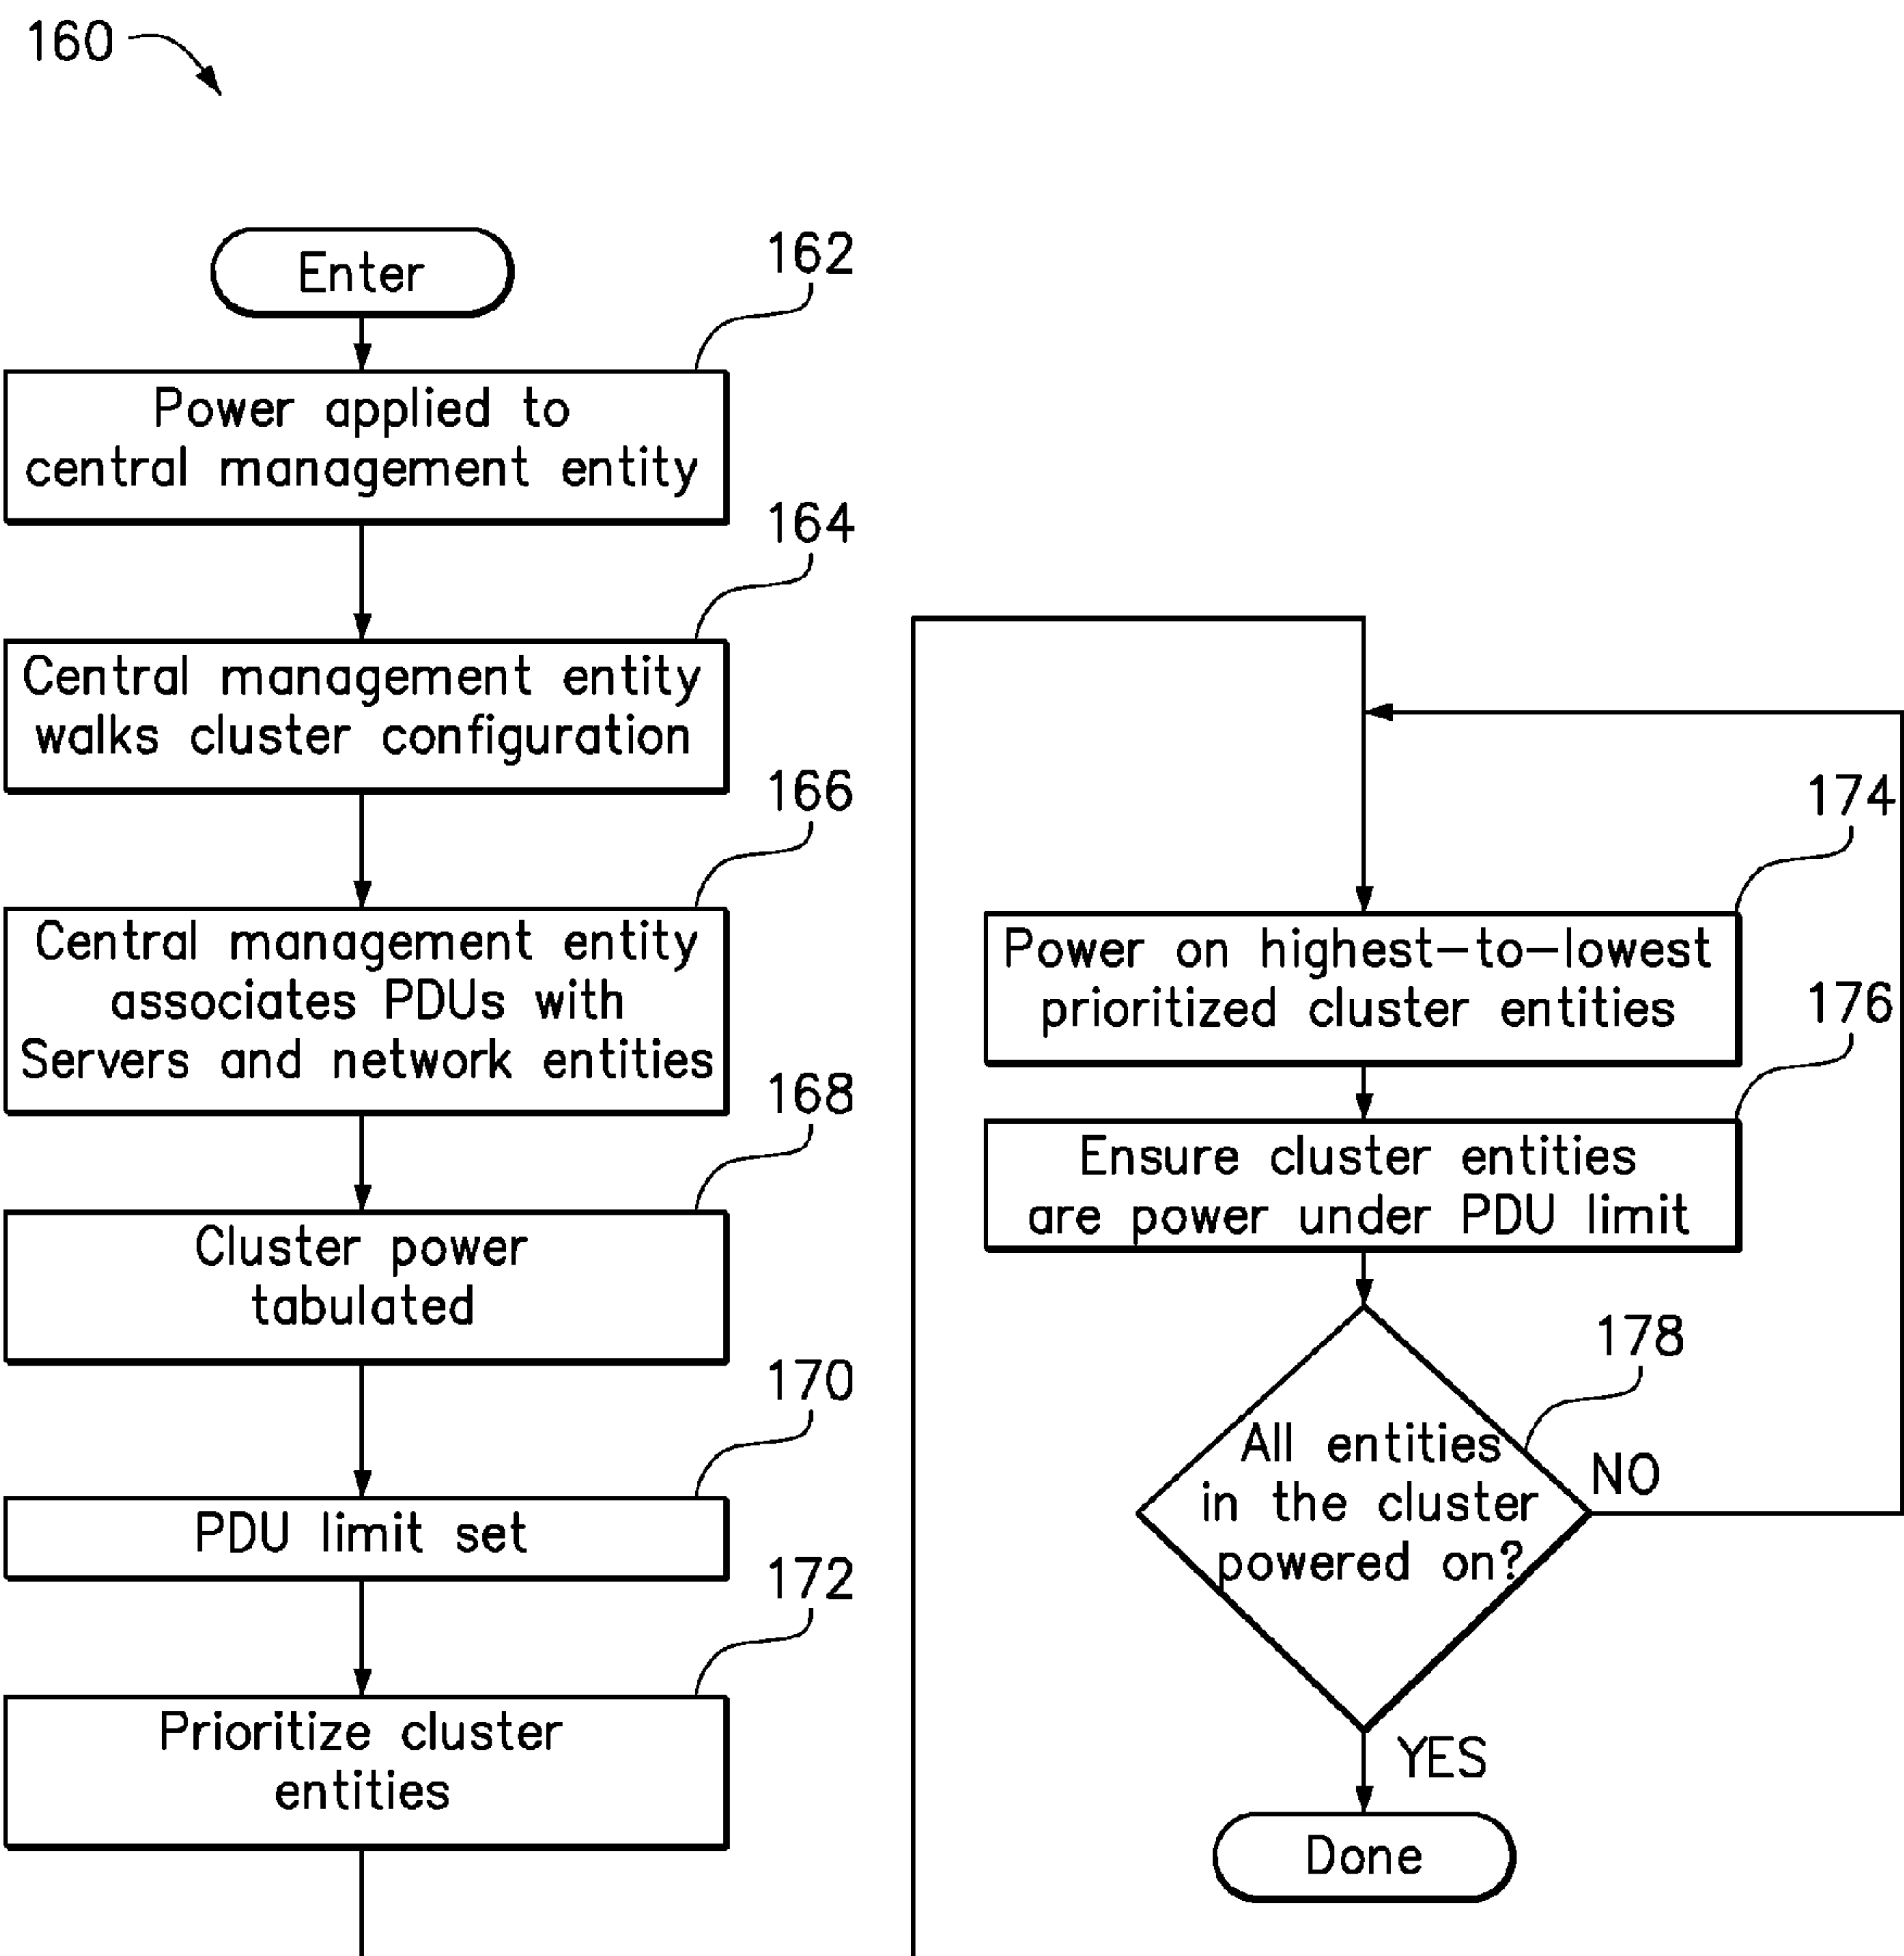 160
Enter
162
Power applied to
central management entity
164
Central management entity
walks cluster configuration
166
Central management entity
associates PDUs with
Servers and network entities
168
Cluster power
tabulated
170
PDU limit set
172
Prioritize cluster
entities
174
Power on highest-to-lowest
prioritized cluster entities
176
Ensure cluster entities
are power under PDU limit
178
All entities
in the cluster
powered on?
NO
YES
Done